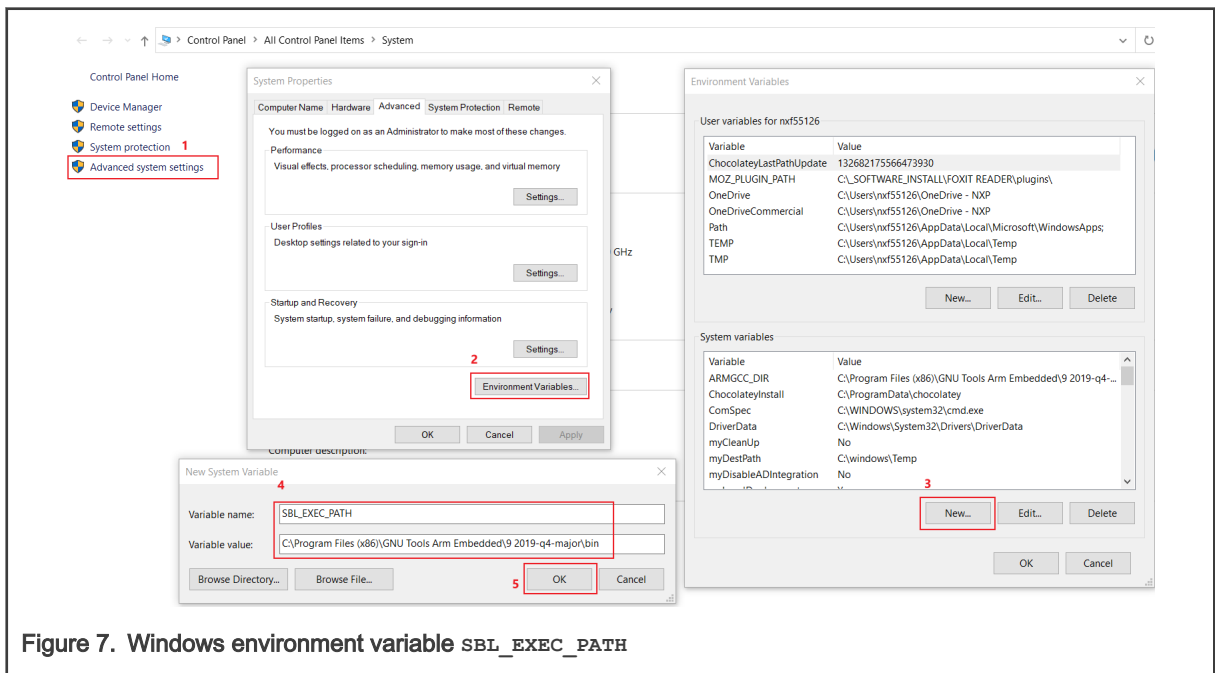 Control Panel > All Control Panel Items > System
Control Panel Home
Device Manager
Remote settings
System protection 1
Advanced system settings
System Properties
Computer Name Hardware Advanced System Protection Remote
You must be logged on as an Administrator to make most of these changes.
Performance
Visual effects, processor scheduling, memory usage, and virtual memory
Settings...
User Profiles
Desktop settings related to your sign-in
Settings...
Startup and Recovery
System startup, system failure, and debugging information
Settings...
2
Environment Variables...
OK Cancel Apply
GHz
Computer description:
Environment Variables
User variables for nxf55126
Variable Value
ChocolateyLastPathUpdate 132682175566473930
MOZ_PLUGIN_PATH C:\_SOFTWARE_INSTALL\FOXIT READER\plugins\
OneDrive C:\Users\nxf55126\OneDrive - NXP
OneDriveCommercial C:\Users\nxf55126\OneDrive - NXP
Path C:\Users\nxf55126\AppData\Local\Microsoft\WindowsApps;
TEMP C:\Users\nxf55126\AppData\Local\Temp
TMP C:\Users\nxf55126\AppData\Local\Temp
New... Edit... Delete
System variables
Variable Value
ARMGCC_DIR C:\Program Files (x86)\GNU Tools Arm Embedded\9 2019-q4-...
ChocolateyInstall C:\ProgramData\chocolatey
ComSpec C:\WINDOWS\system32\cmd.exe
DriverData C:\Windows\System32\Drivers\DriverData
myCleanUp No
myDestPath C:\windows\Temp
myDisableADIntegration No
3
New... Edit... Delete
OK Cancel
New System Variable
4
Variable name: SBL_EXEC_PATH
Variable value: C:\Program Files (x86)\GNU Tools Arm Embedded\9 2019-q4-major\bin
Browse Directory... Browse File... 5 OK Cancel
Figure 7. Windows environment variable SBL_EXEC_PATH